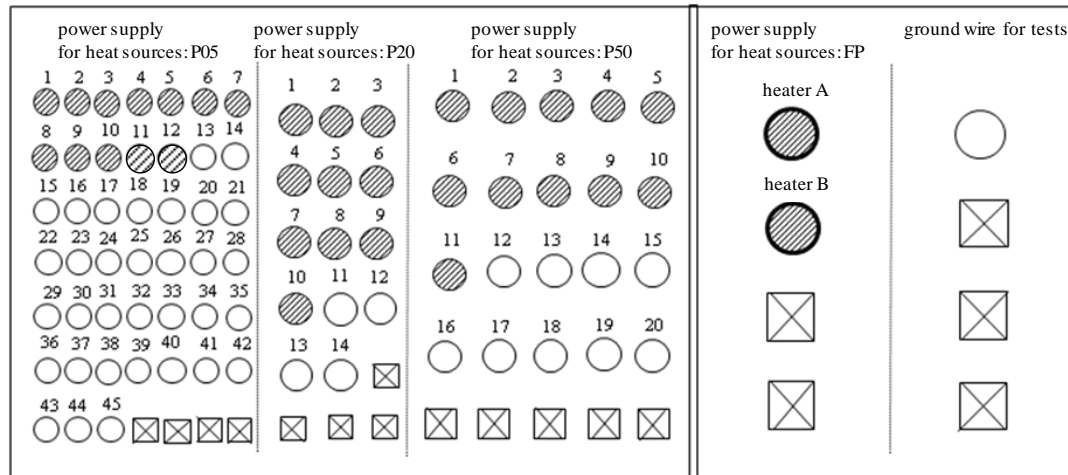 power supply
for heat sources: P05
1 2 3 4 5 6 7
8 9 10 11 12 13 14
15 16 17 18 19 20 21
22 23 24 25 26 27 28
29 30 31 32 33 34 35
36 37 38 39 40 41 42
43 44 45
power supply
for heat sources: P20
1 2 3
4 5 6
7 8 9
10 11 12
13 14
power supply
for heat sources: P50
1 2 3 4 5
6 7 8 9 10
11 12 13 14 15
16 17 18 19 20
power supply
for heat sources: FP
heater A
heater B
ground wire for tests